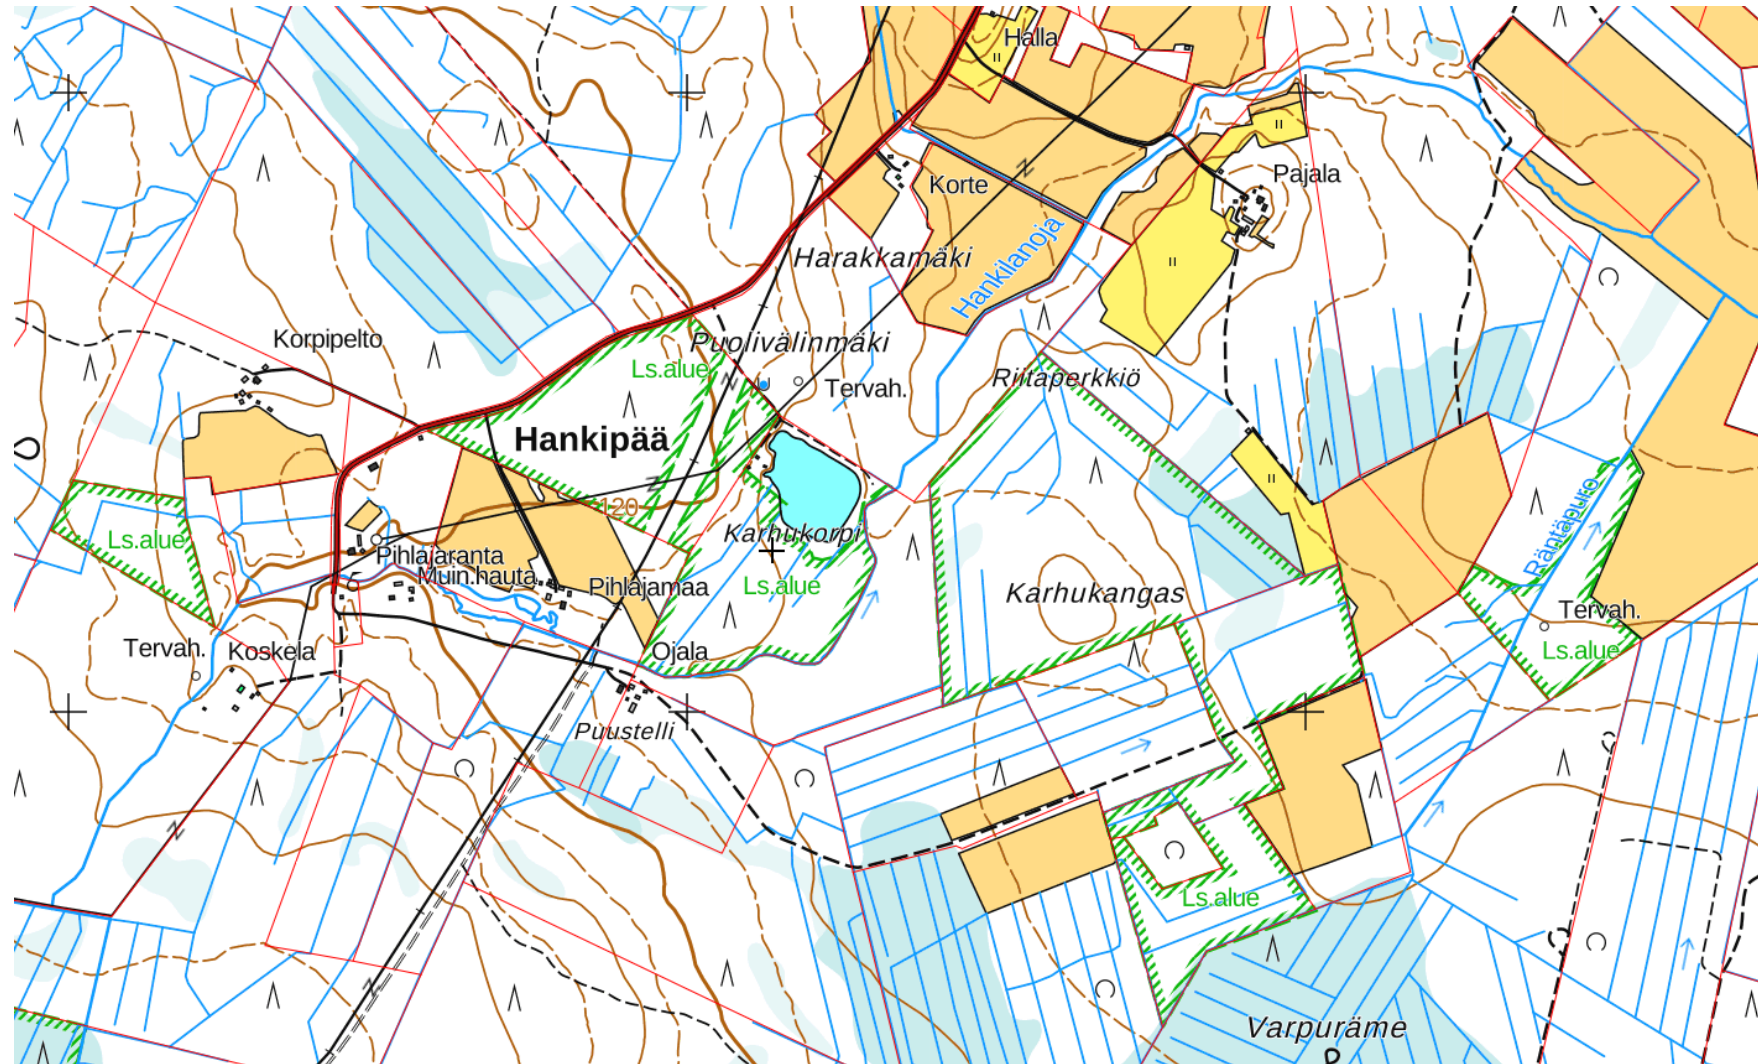 Halla
Pajala
Korte
Hankilanoja
Harakkamäki
Korpipelto
Puolivälinmäki
Ls.alue
Riitaperkkiö
Tervah.
Hankipää
120
Räntäpuro
Karhukorpi
Ls.alue
Pihlajaranta
Muin.hauta
Pihlajamaa
Ls.alue
Karhukangas
Tervah.
Tervah.
Koskela
Ojala
Ls.alue
Puustelli
Ls.alue
Varpuräme